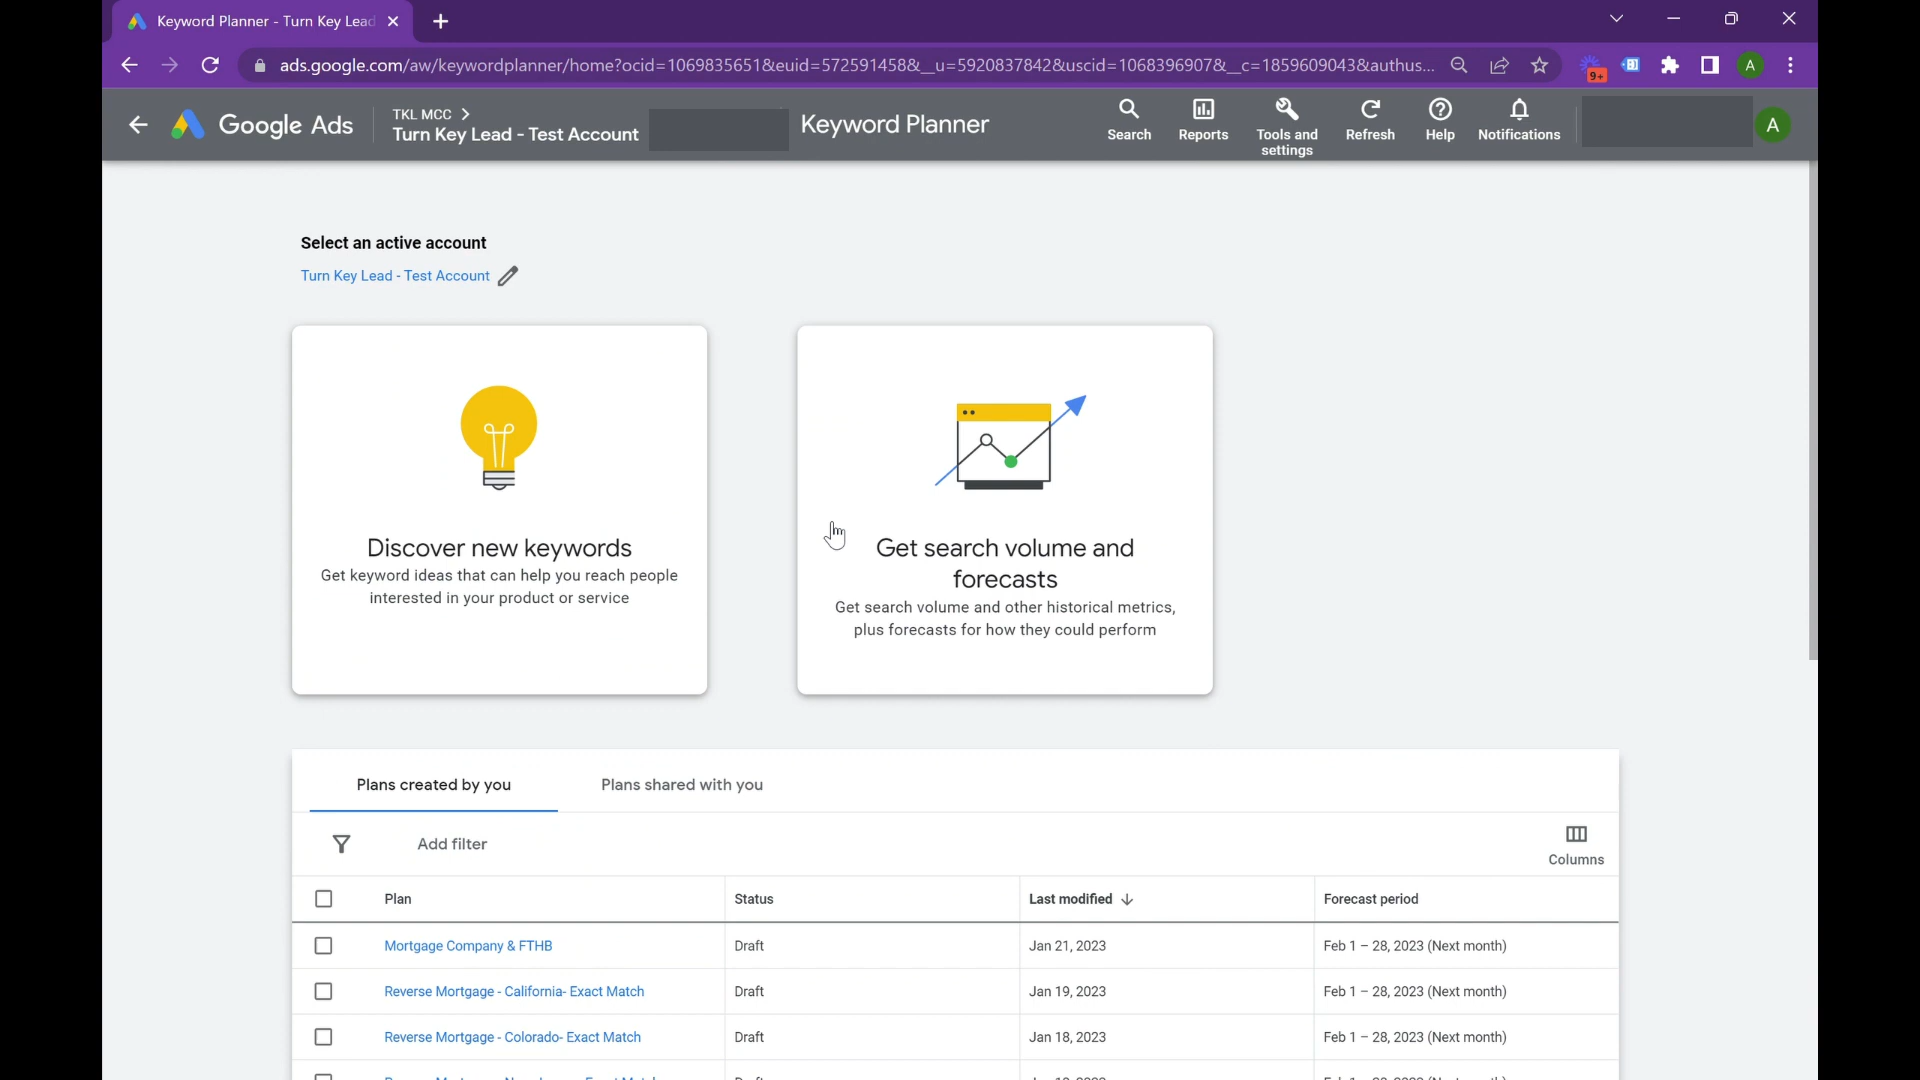 Keyword Planner - Turn Key Lead
ads.google.com/aw/keywordplanner/home?ocid=1069835651&euid=572591458&__u=5920837842&uscid=1068396907&__c=1859609043&authus...
9+
A
Google Ads
TKL MCC
Turn Key Lead - Test Account
Keyword Planner
Search
Reports
Tools and
settings
Refresh
Help
Notifications
A
Select an active account
Turn Key Lead - Test Account
Discover new keywords
Get keyword ideas that can help you reach people
interested in your product or service
Get search volume and
forecasts
Get search volume and other historical metrics,
plus forecasts for how they could perform
Plans created by you
Plans shared with you
Add filter
Columns
Plan Status Last modified Forecast period
Mortgage Company & FTHB Draft Jan 21, 2023 Feb 1 – 28, 2023 (Next month)
Reverse Mortgage - California- Exact Match Draft Jan 19, 2023 Feb 1 – 28, 2023 (Next month)
Reverse Mortgage - Colorado- Exact Match Draft Jan 18, 2023 Feb 1 – 28, 2023 (Next month)